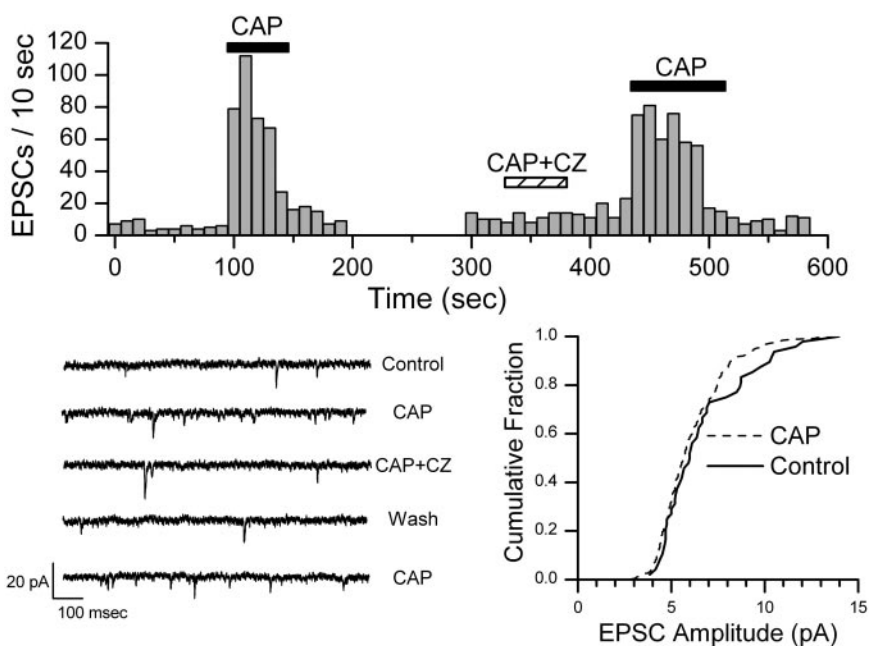 CAP
120
100
80
60
40
20
0
EPSCs / 10 sec
CAP
CAP+CZ
0 100 200 300 400 500 600
Time (sec)
Control
CAP
CAP+CZ
Wash
CAP
20 pA
100 msec
1.0
0.8
0.6
0.4
0.2
0.0
Cumulative Fraction
CAP
Control
0 5 10 15
EPSC Amplitude (pA)